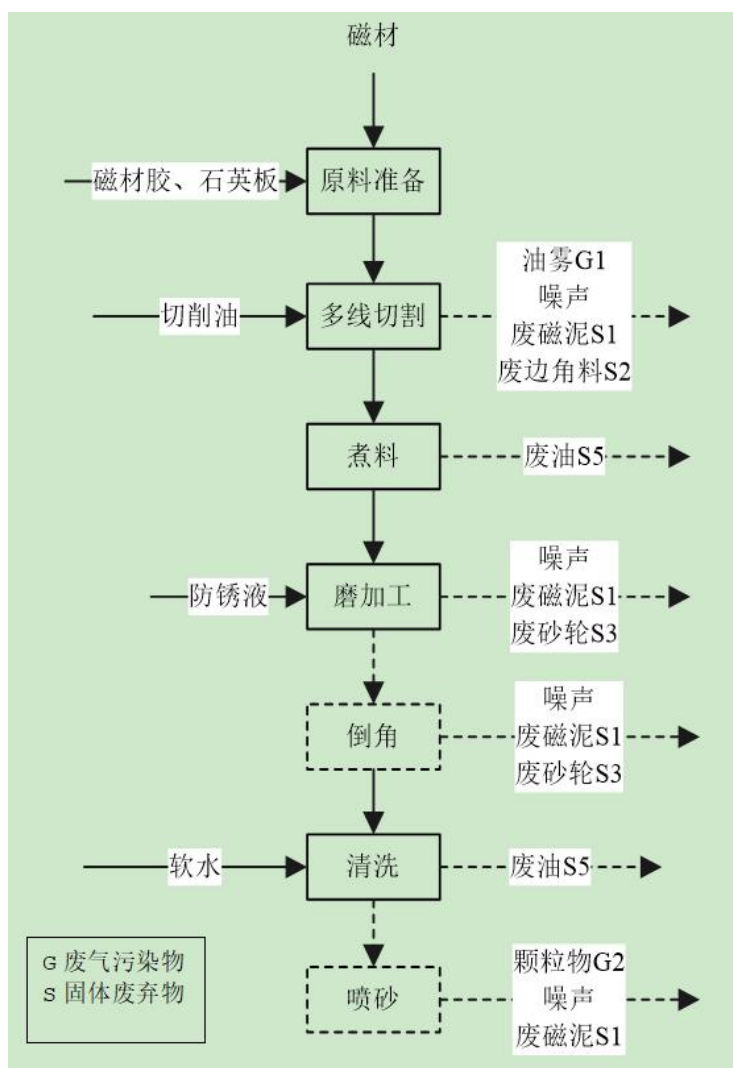 磁材
磁材胶、石英板
原料准备
切削油
多线切割
油雾G1
噪声
废磁泥S1
废边角料S2
煮料
废油S5
防锈液
磨加工
噪声
废磁泥S1
废砂轮S3
倒角
噪声
废磁泥S1
废砂轮S3
软水
清洗
废油S5
G 废气污染物
S 固体废弃物
喷砂
颗粒物G2
噪声
废磁泥S1